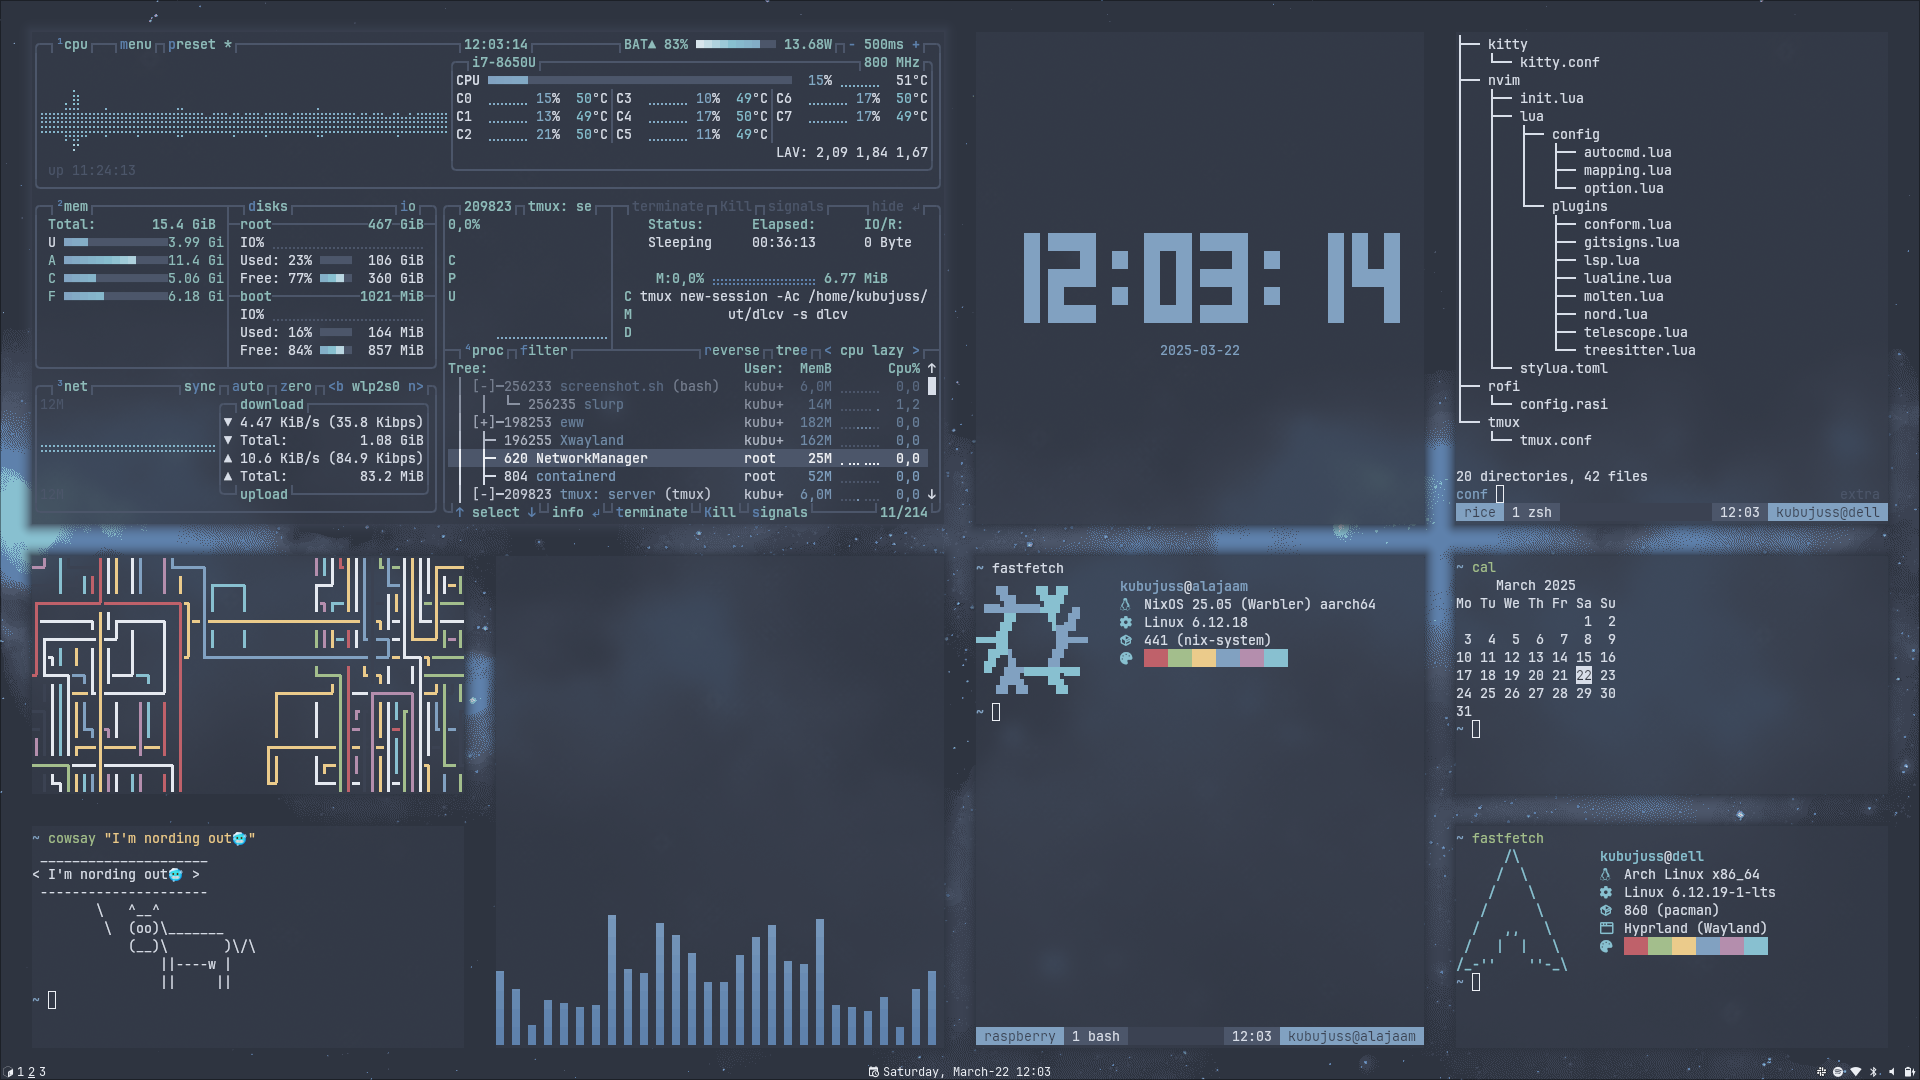 ¹cpu menu preset * 12:03:14 BAT▲ 83% 13.68W - 500ms +
i7-8650U 800 MHz
CPU 15% 51°C
C0 15% 50°C C3 10% 49°C C6 17% 50°C
C1 13% 49°C C4 17% 50°C C7 17% 49°C
C2 21% 50°C C5 11% 49°C
LAV: 2,09 1,84 1,67
up 11:24:13
²mem disks io
Total: 15.4 GiB root 467 GiB
U 3.99 Gi IO%
A 11.4 Gi Used: 23% 106 GiB
C 5.06 Gi Free: 77% 360 GiB
F 6.18 Gi boot 1021 MiB
IO%
Used: 16% 164 MiB
Free: 84% 857 MiB
³net sync auto zero <b wlp2s0 n>
12M download
▼ 4.47 KiB/s (35.8 Kibps)
▼ Total: 1.08 GiB
▲ 10.6 KiB/s (84.9 Kibps)
▲ Total: 83.2 MiB
12M upload
209823 tmux: se terminate Kill signals hide ↲
0,0% Status: Elapsed: IO/R:
Sleeping 00:36:13 0 Byte
C
P M:0,0% 6.77 MiB
U C tmux new-session -Ac /home/kubujuss/
M ut/dlcv -s dlcv
D
⁴proc filter reverse tree < cpu lazy >
Tree: User: MemB Cpu% ↑
[-]─256233 screenshot.sh (bash) kubu+ 6,0M 0,0
└─ 256235 slurp kubu+ 14M 1,2
[+]─198253 eww kubu+ 182M 0,0
├─ 196255 Xwayland kubu+ 162M 0,0
├─ 620 NetworkManager root 25M 0,0
├─ 804 containerd root 52M 0,0
[-]─209823 tmux: server (tmux) kubu+ 6,0M 0,0 ↓
↑ select ↓ info ↲ terminate Kill signals 11/214
12:03:14
2025-03-22
├── kitty
│   └── kitty.conf
├── nvim
│   ├── init.lua
│   ├── lua
│   │   ├── config
│   │   │   ├── autocmd.lua
│   │   │   ├── mapping.lua
│   │   │   └── option.lua
│   │   └── plugins
│   │       ├── conform.lua
│   │       ├── gitsigns.lua
│   │       ├── lsp.lua
│   │       ├── lualine.lua
│   │       ├── molten.lua
│   │       ├── nord.lua
│   │       ├── telescope.lua
│   │       └── treesitter.lua
│   └── stylua.toml
├── rofi
│   └── config.rasi
└── tmux
    └── tmux.conf
20 directories, 42 files
conf extra
rice 1 zsh 12:03 kubujuss@dell
~ cowsay "I'm nording out🥶"
_____________________
< I'm nording out🥶 >
---------------------
        \   ^__^
         \  (oo)\_______
            (__)\       )\/\
                ||----w |
                ||     ||
~
~ fastfetch
kubujuss@alajaam
NixOS 25.05 (Warbler) aarch64
Linux 6.12.18
441 (nix-system)
~
raspberry 1 bash 12:03 kubujuss@alajaam
~ cal
March 2025
Mo Tu We Th Fr Sa Su
1 2
3 4 5 6 7 8 9
10 11 12 13 14 15 16
17 18 19 20 21 22 23
24 25 26 27 28 29 30
31
~
~ fastfetch
kubujuss@dell
Arch Linux x86_64
Linux 6.12.19-1-lts
860 (pacman)
Hyprland (Wayland)
~
1 2 3
Saturday, March-22 12:03